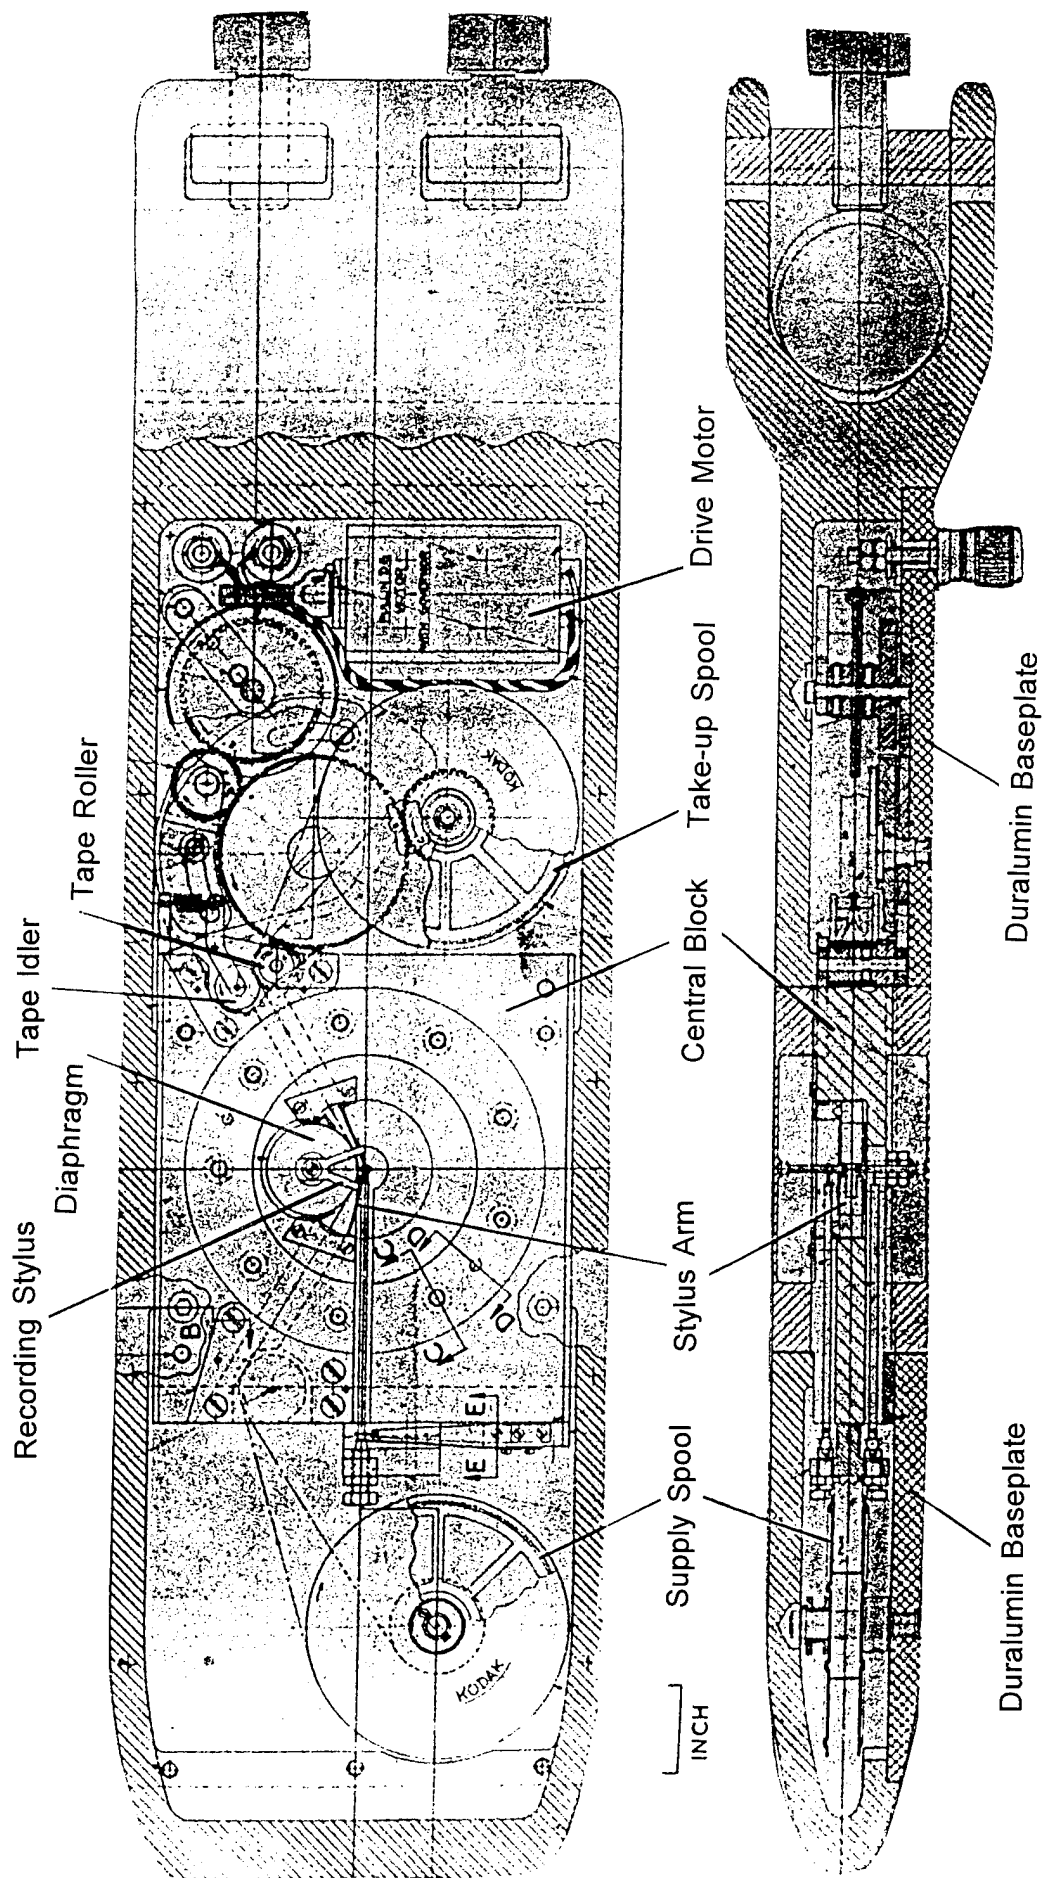 Recording Stylus
Diaphragm
Tape Idler
Tape Roller
B
C
D
C
D
E
E
KODAK
KODAK
MOTOR
Supply Spool
Stylus Arm
Central Block
Take-up Spool
Drive Motor
INCH
Duralumin Baseplate
Duralumin Baseplate